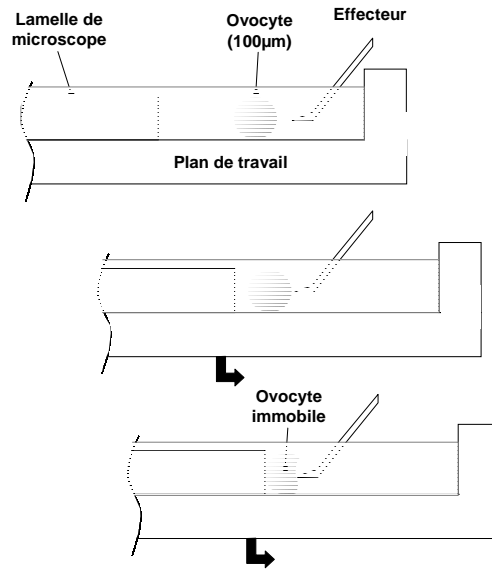 Lamelle de
microscope
Ovocyte
(100µm)
Effecteur
Plan de travail
Ovocyte
immobile